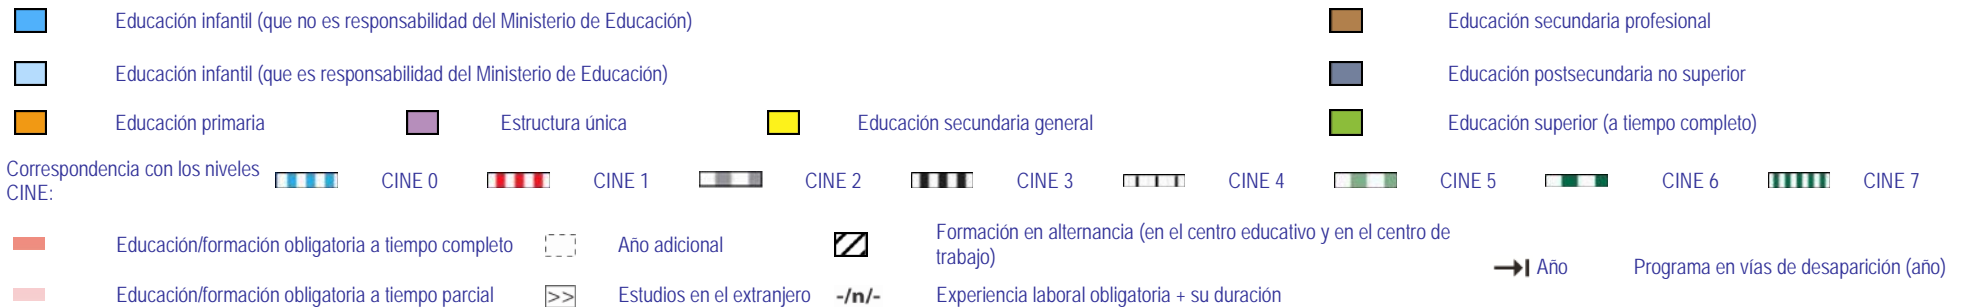 Educación infantil (que no es responsabilidad del Ministerio de Educación) Educación secundaria profesional
Educación infantil (que es responsabilidad del Ministerio de Educación) Educación postsecundaria no superior
Educación primaria Estructura única Educación secundaria general Educación superior (a tiempo completo)
Correspondencia con los niveles
CINE: CINE 0 CINE 1 CINE 2 CINE 3 CINE 4 CINE 5 CINE 6 CINE 7
Educación/formación obligatoria a tiempo completo Año adicional Formación en alternancia (en el centro educativo y en el centro de
trabajo)
Año Programa en vías de desaparición (año)
Educación/formación obligatoria a tiempo parcial >> Estudios en el extranjero -/n/- Experiencia laboral obligatoria + su duración